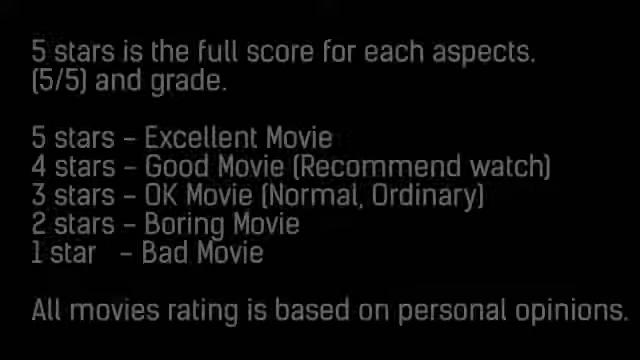 5 stars is the full score for each aspects.
(5/5) and grade.
5 stars – Excellent Movie
4 stars – Good Movie (Recommend watch)
3 stars – OK Movie (Normal, Ordinary)
2 stars – Boring Movie
1 star – Bad Movie
All movies rating is based on personal opinions.